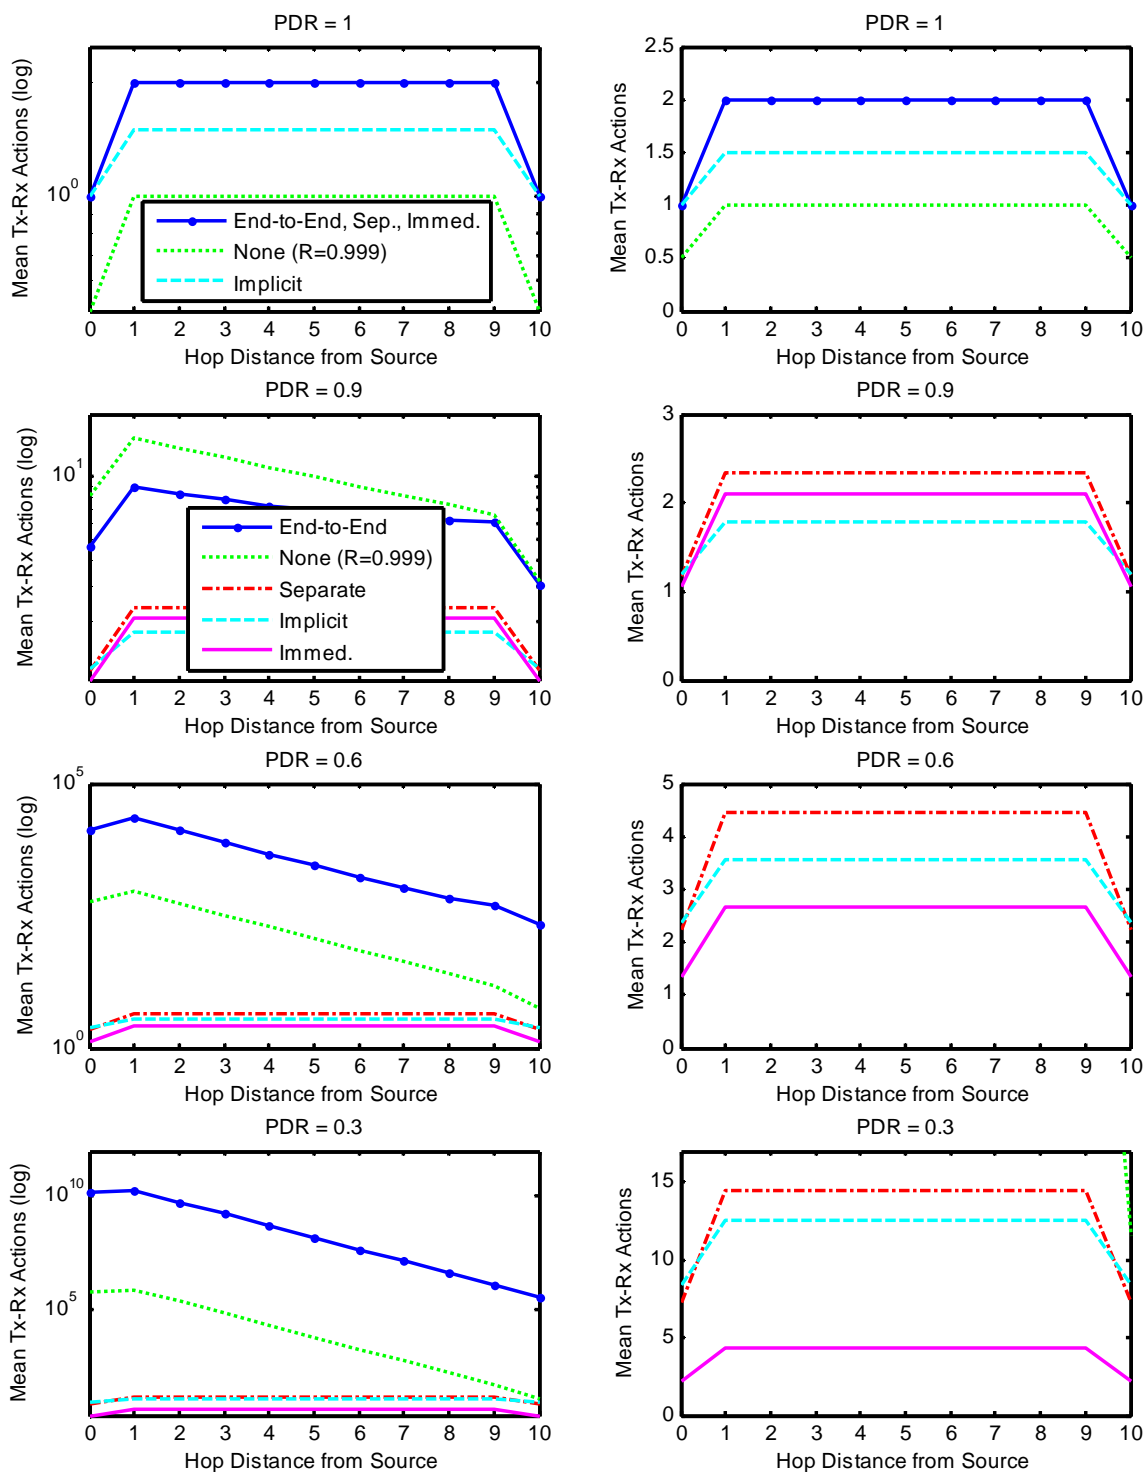 PDR = 1
Mean Tx-Rx Actions (log)
10^0
End-to-End, Sep., Immed.
None (R=0.999)
Implicit
0 1 2 3 4 5 6 7 8 9 10
Hop Distance from Source
PDR = 1
Mean Tx-Rx Actions
2.5
2
1.5
1
0.5
0
0 1 2 3 4 5 6 7 8 9 10
Hop Distance from Source
PDR = 0.9
Mean Tx-Rx Actions (log)
10^1
End-to-End
None (R=0.999)
Separate
Implicit
Immed.
0 1 2 3 4 5 6 7 8 9 10
Hop Distance from Source
PDR = 0.9
Mean Tx-Rx Actions
3
2
1
0
0 1 2 3 4 5 6 7 8 9 10
Hop Distance from Source
PDR = 0.6
Mean Tx-Rx Actions (log)
10^5
10^0
0 1 2 3 4 5 6 7 8 9 10
Hop Distance from Source
PDR = 0.6
Mean Tx-Rx Actions
5
4
3
2
1
0
0 1 2 3 4 5 6 7 8 9 10
Hop Distance from Source
PDR = 0.3
Mean Tx-Rx Actions (log)
10^10
10^5
0 1 2 3 4 5 6 7 8 9 10
Hop Distance from Source
PDR = 0.3
Mean Tx-Rx Actions
15
10
5
0
0 1 2 3 4 5 6 7 8 9 10
Hop Distance from Source